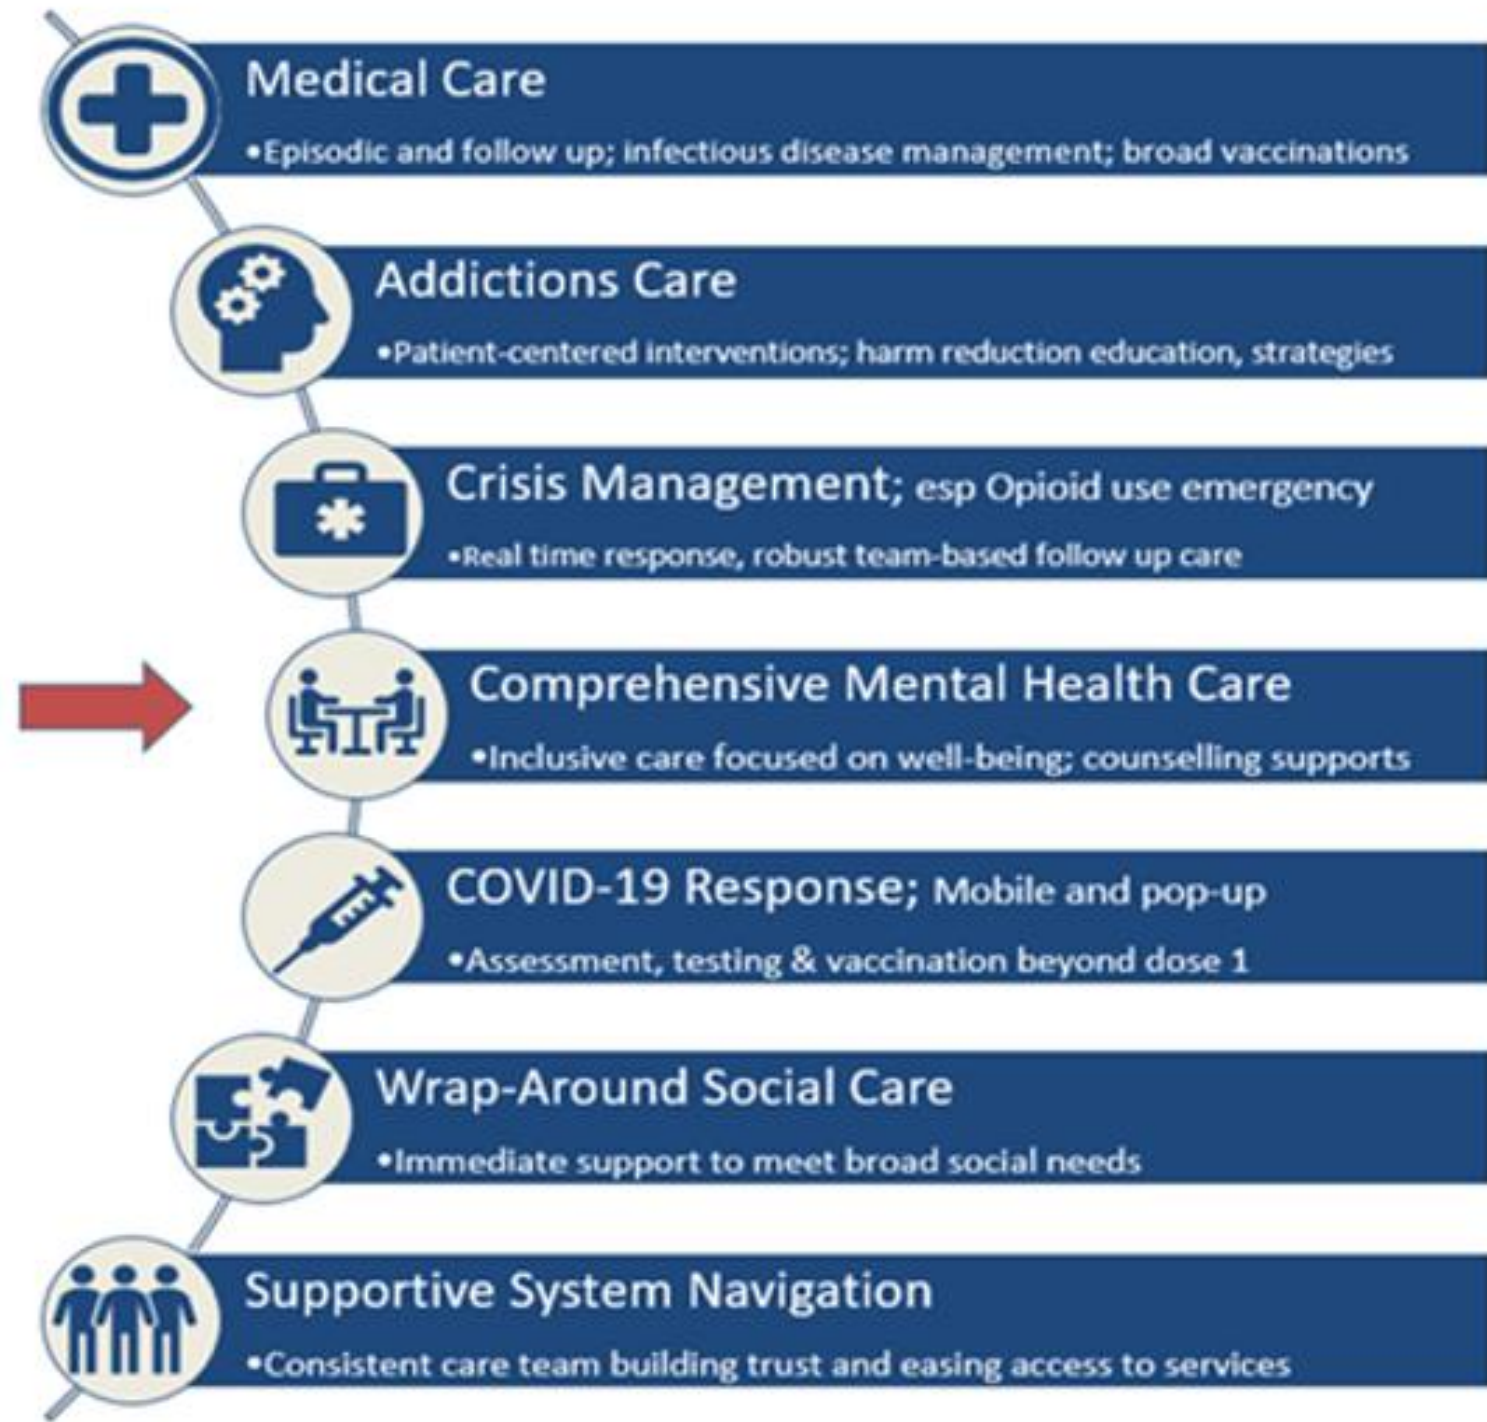 Medical Care
•Episodic and follow up; infectious disease management; broad vaccinations
Addictions Care
•Patient-centered interventions; harm reduction education, strategies
Crisis Management; esp Opioid use emergency
•Real time response, robust team-based follow up care
Comprehensive Mental Health Care
•Inclusive care focused on well-being; counselling supports
COVID-19 Response; Mobile and pop-up
•Assessment, testing & vaccination beyond dose 1
Wrap-Around Social Care
•Immediate support to meet broad social needs
Supportive System Navigation
•Consistent care team building trust and easing access to services